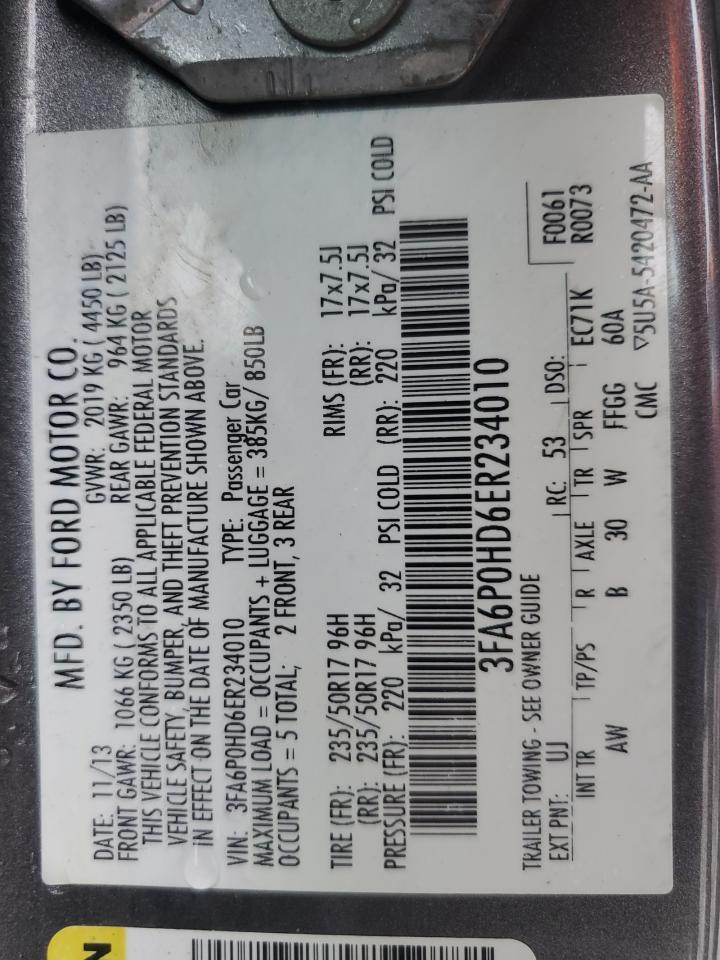 MFD. BY FORD MOTOR CO.
DATE: 11/13 GVWR: 2019 KG ( 4450 LB)
FRONT GAWR: 1066 KG ( 2350 LB) REAR GAWR: 964 KG ( 2125 LB)
THIS VEHICLE CONFORMS TO ALL APPLICABLE FEDERAL MOTOR
VEHICLE SAFETY, BUMPER, AND THEFT PREVENTION STANDARDS
IN EFFECT ON THE DATE OF MANUFACTURE SHOWN ABOVE.
VIN: 3FA6P0HD6ER234010 TYPE: Passenger Car
MAXIMUM LOAD = OCCUPANTS + LUGGAGE = 385KG/ 850LB
OCCUPANTS = 5 TOTAL; 2 FRONT, 3 REAR
TIRE (FR): 235/50R17 96H RIMS (FR): 17x7.5J
(RR): 235/50R17 96H (RR): 17x7.5J
PRESSURE (FR): 220 kPa/ 32 PSI COLD (RR): 220 kPa/ 32 PSI COLD
3FA6P0HD6ER234010
TRAILER TOWING - SEE OWNER GUIDE
EXT PNT: UJ RC: 53 DSO: F0061
R0073
INT TR TP/PS R AXLE TR SPR EC71K
AW B 30 W FFGG 60A
CMC ▽5U5A-5420472-AA
N